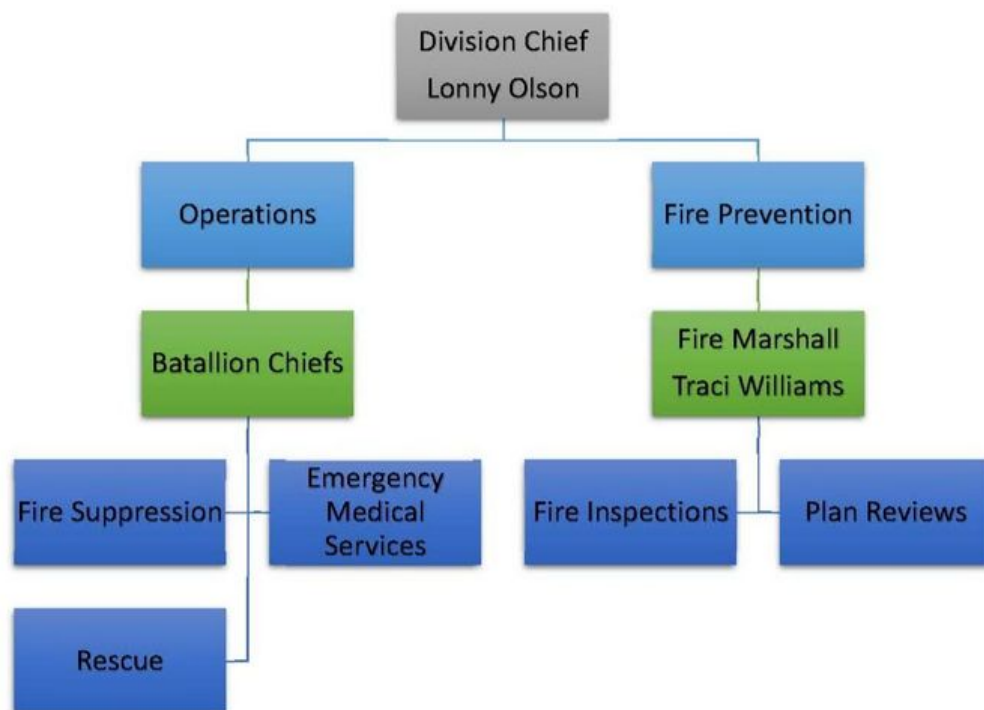 Division Chief
Lonny Olson
Operations
Fire Prevention
Batallion Chiefs
Fire Marshall
Traci Williams
Fire Suppression
Emergency
Medical
Services
Fire Inspections
Plan Reviews
Rescue